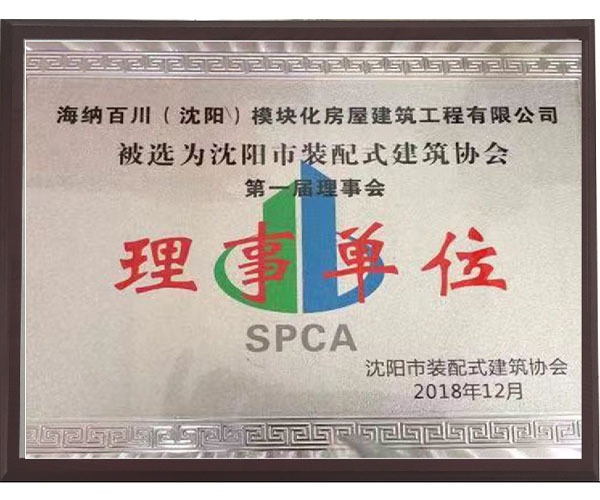 海纳百川（沈阳\）模块化房屋建筑工程有限公司
被选为沈阳市装配式建筑协会
第一届理事会
理事单位
SPCA
沈阳市装配式建筑协会
2018年12月